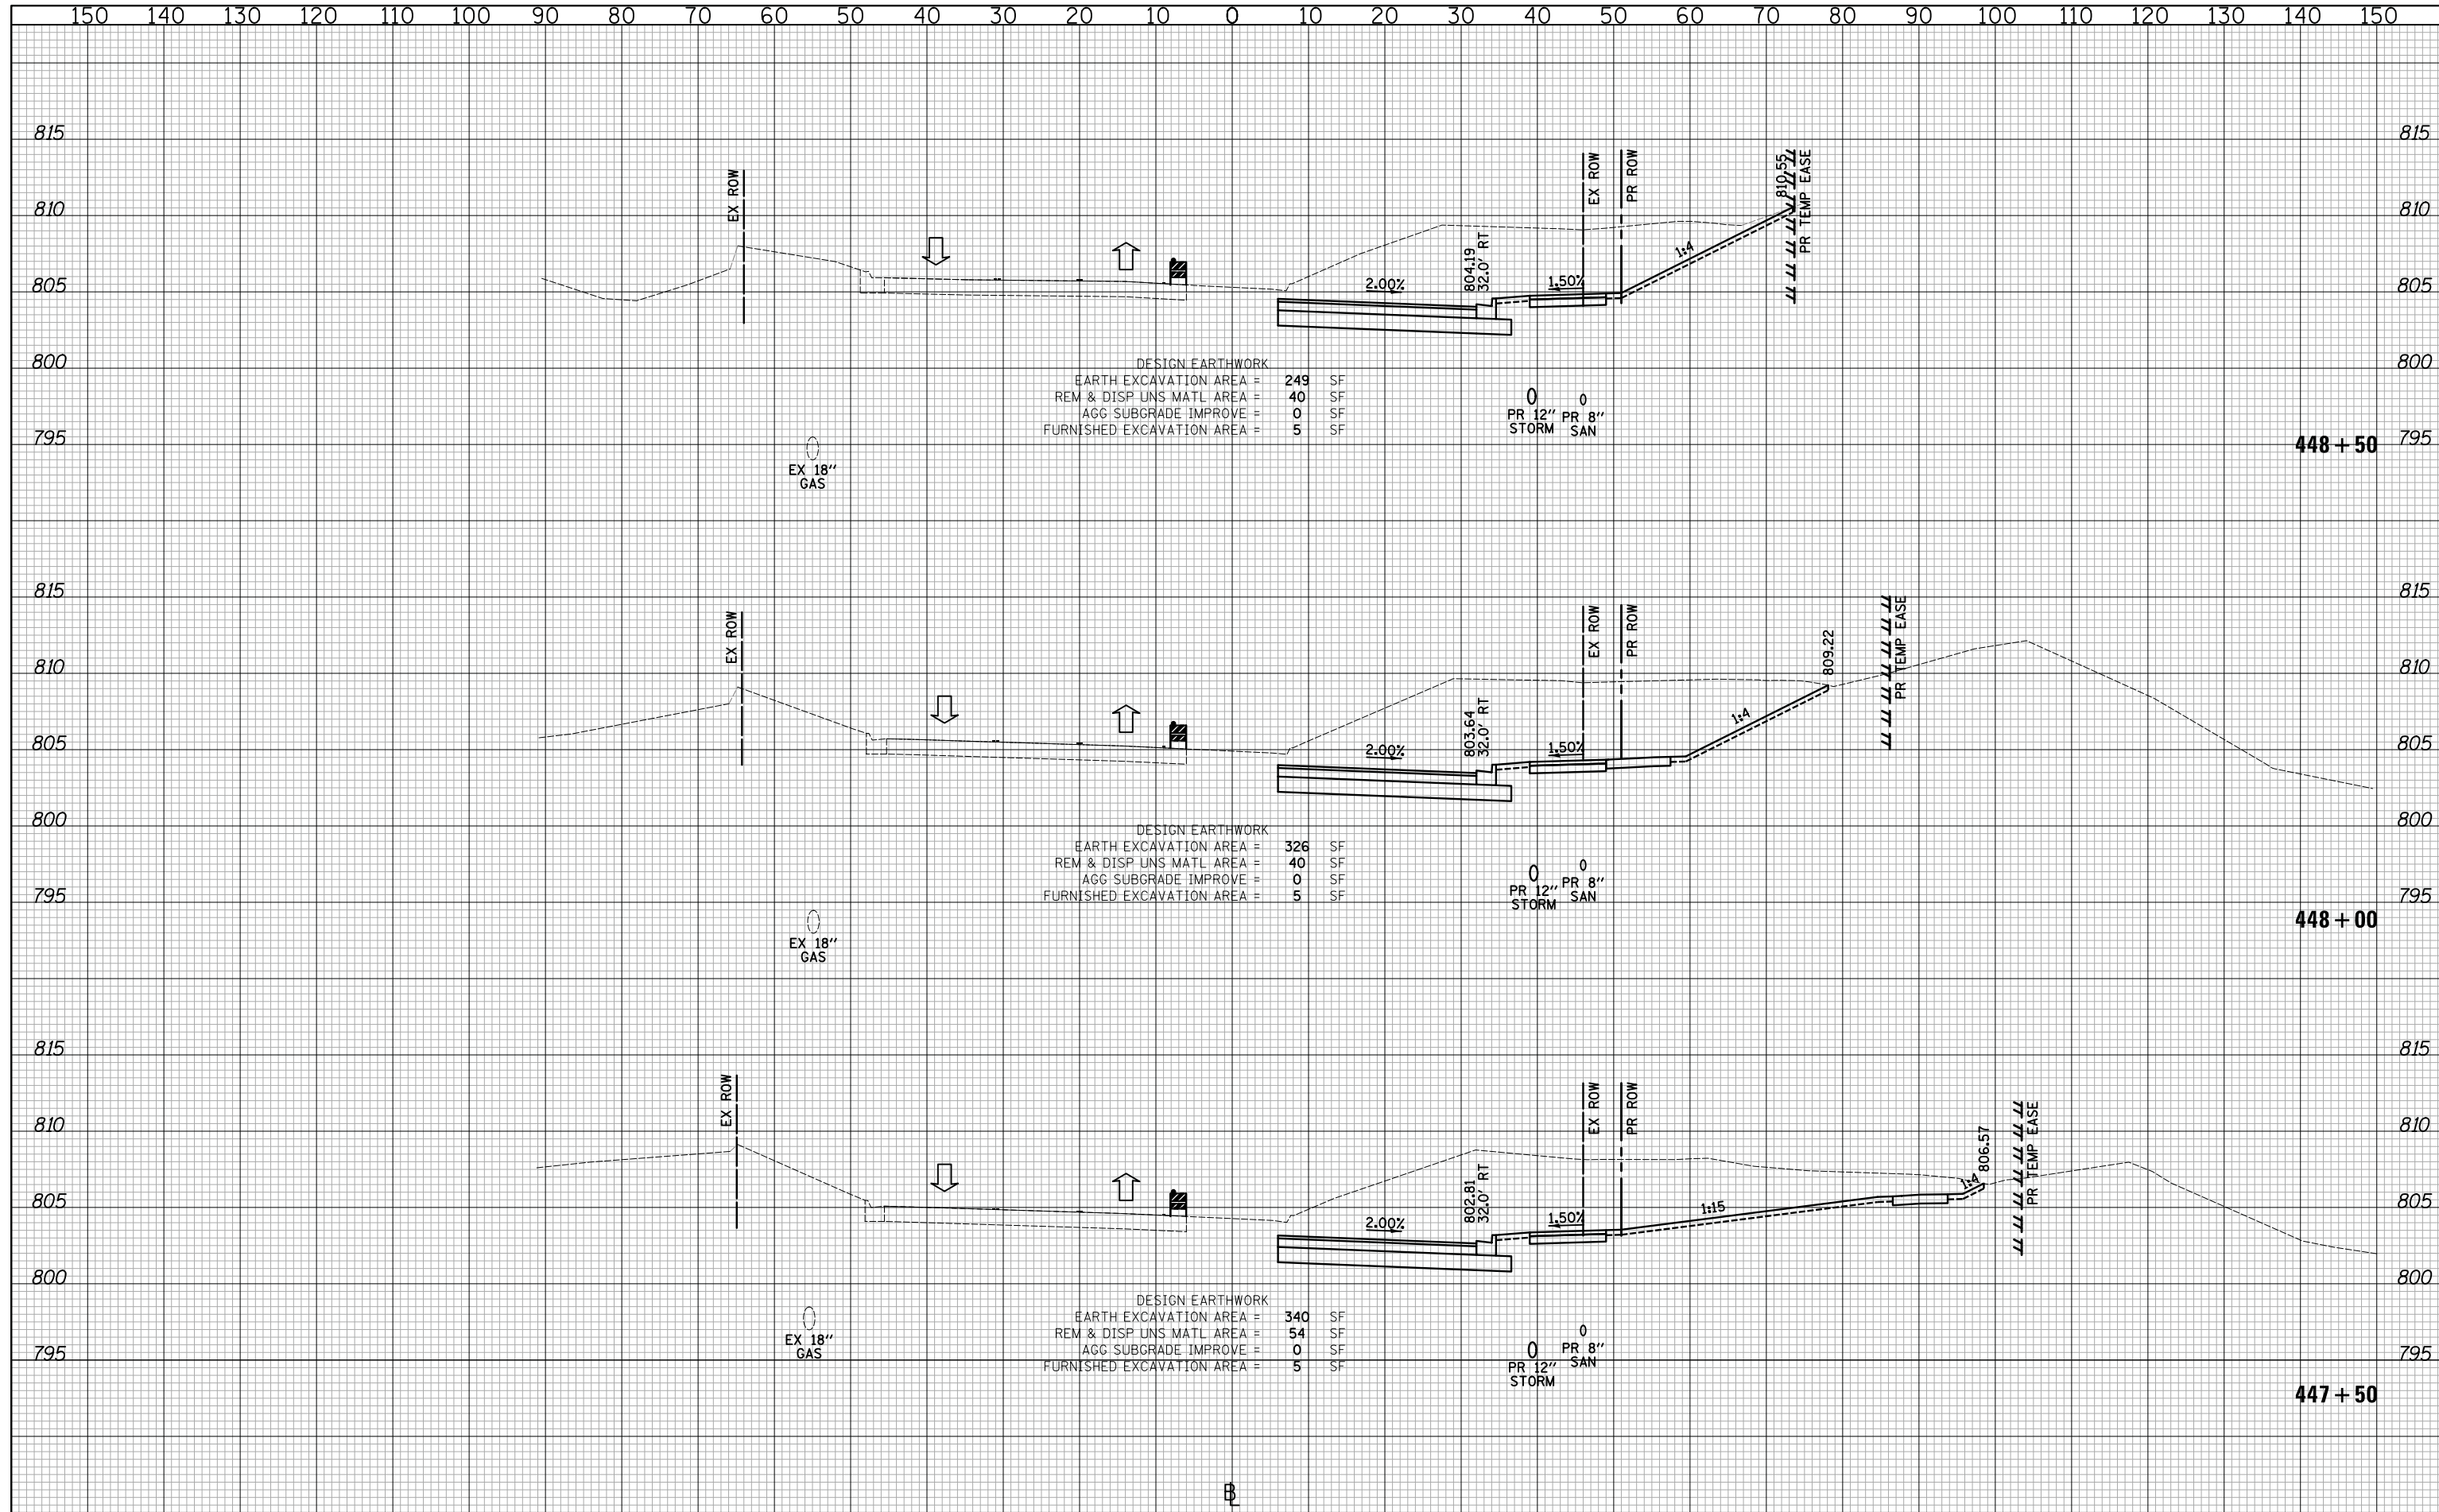 150 140 130 120 110 100 90 80 70 60 50 40 30 20 10 0 10 20 30 40 50 60 70 80 90 100 110 120 130 140 150
815 815
EX ROW
EX ROW
PR ROW
810.55
PR TEMP EASE
810 810
804.19
32.0' RT
1:4
805 2.00% 1.50% 805
800 800
DESIGN EARTHWORK
EARTH EXCAVATION AREA = 249 SF
REM & DISP UNS MATL AREA = 40 SF
AGG SUBGRADE IMPROVE = 0 SF
FURNISHED EXCAVATION AREA = 5 SF
PR 12"
STORM
PR 8"
SAN
795 448+50 795
EX 18"
GAS
815 815
EX ROW
EX ROW
PR ROW
809.22
PR TEMP EASE
810 810
803.64
32.0' RT
1:4
805 2.00% 1.50% 805
800 800
DESIGN EARTHWORK
EARTH EXCAVATION AREA = 326 SF
REM & DISP UNS MATL AREA = 40 SF
AGG SUBGRADE IMPROVE = 0 SF
FURNISHED EXCAVATION AREA = 5 SF
PR 12"
STORM
PR 8"
SAN
795 795
448+00
EX 18"
GAS
815 815
EX ROW
EX ROW
PR ROW
806.57
PR TEMP EASE
810 810
802.81
32.0' RT
1:4
805 2.00% 1.50% 1:15 805
800 800
DESIGN EARTHWORK
EARTH EXCAVATION AREA = 340 SF
REM & DISP UNS MATL AREA = 54 SF
AGG SUBGRADE IMPROVE = 0 SF
FURNISHED EXCAVATION AREA = 5 SF
EX 18"
GAS
PR 12"
STORM
PR 8"
SAN
795 795
447+50
BL